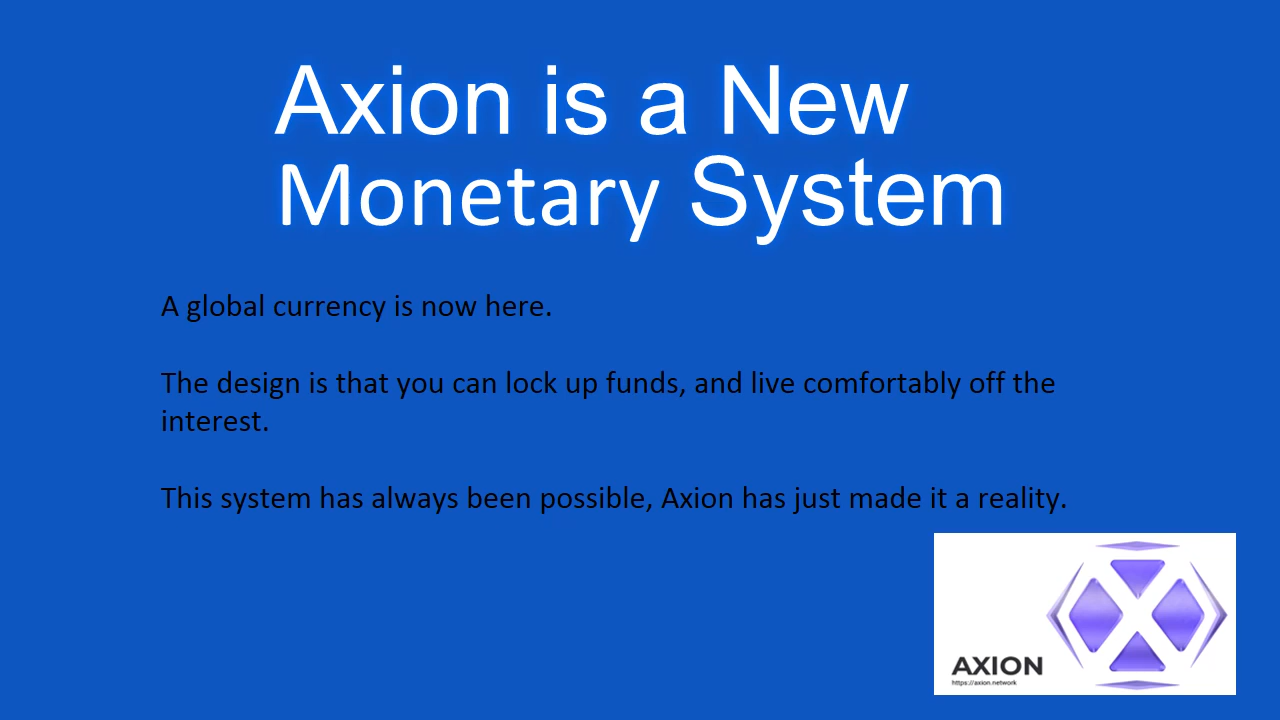 Axion is a New
Monetary System
A global currency is now here.
The design is that you can lock up funds, and live comfortably off the
interest.
This system has always been possible, Axion has just made it a reality.
AXION
https://axion.network